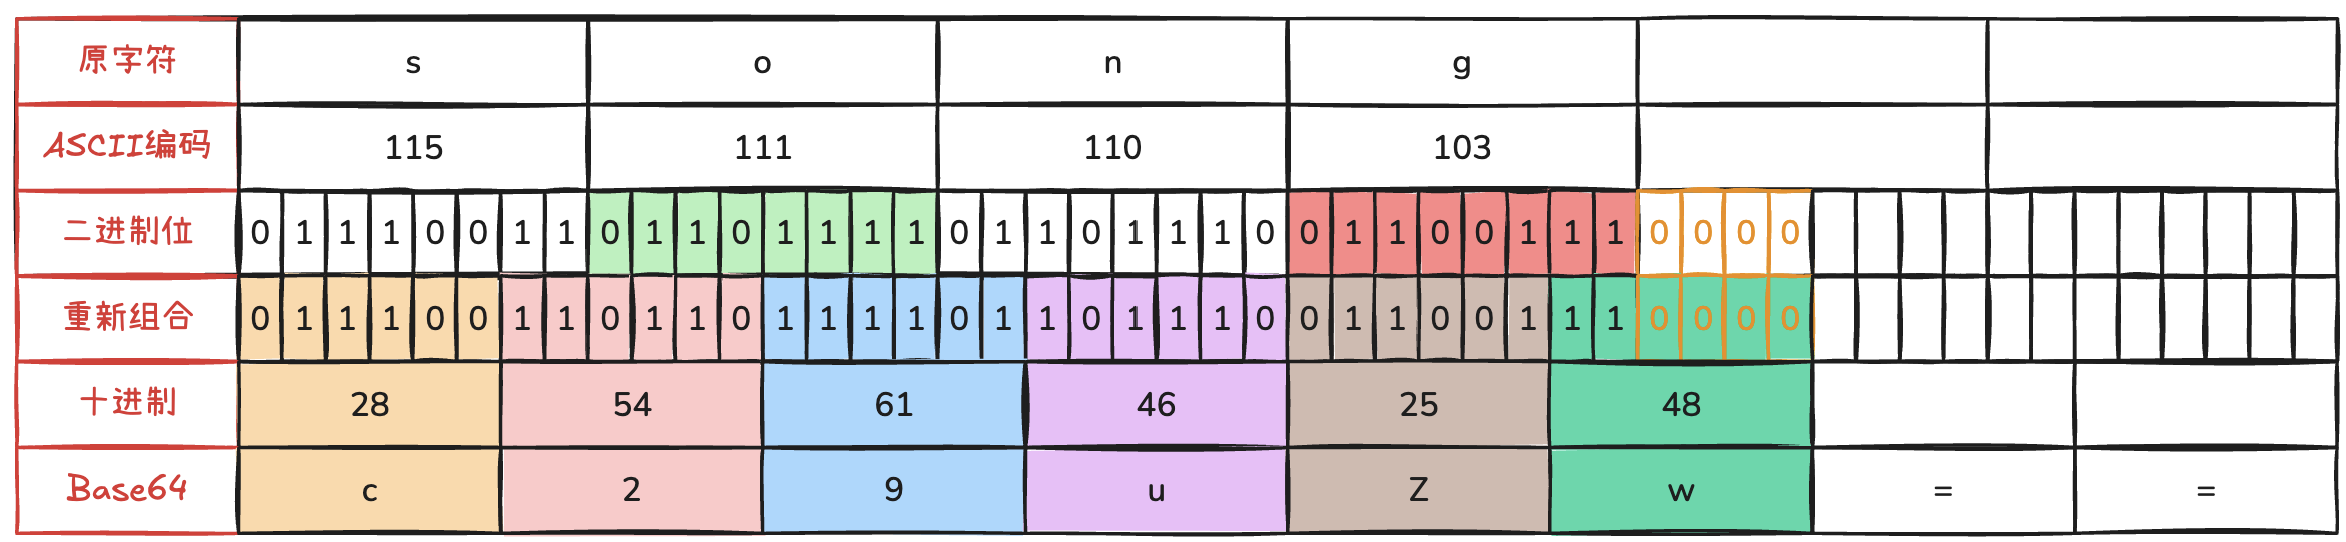 原字符 s o n g
ASCII编码 115 111 110 103
二进制位 0 1 1 1 0 0 1 1 0 1 1 0 1 1 1 1 0 1 1 0 1 1 1 0 0 1 1 0 0 1 1 1 0 0 0 0
重新组合 0 1 1 1 0 0 1 1 0 1 1 0 1 1 1 1 0 1 1 0 1 1 1 0 0 1 1 0 0 1 1 1 0 0 0 0
十进制 28 54 61 46 25 48
Base64 c 2 9 u Z w = =